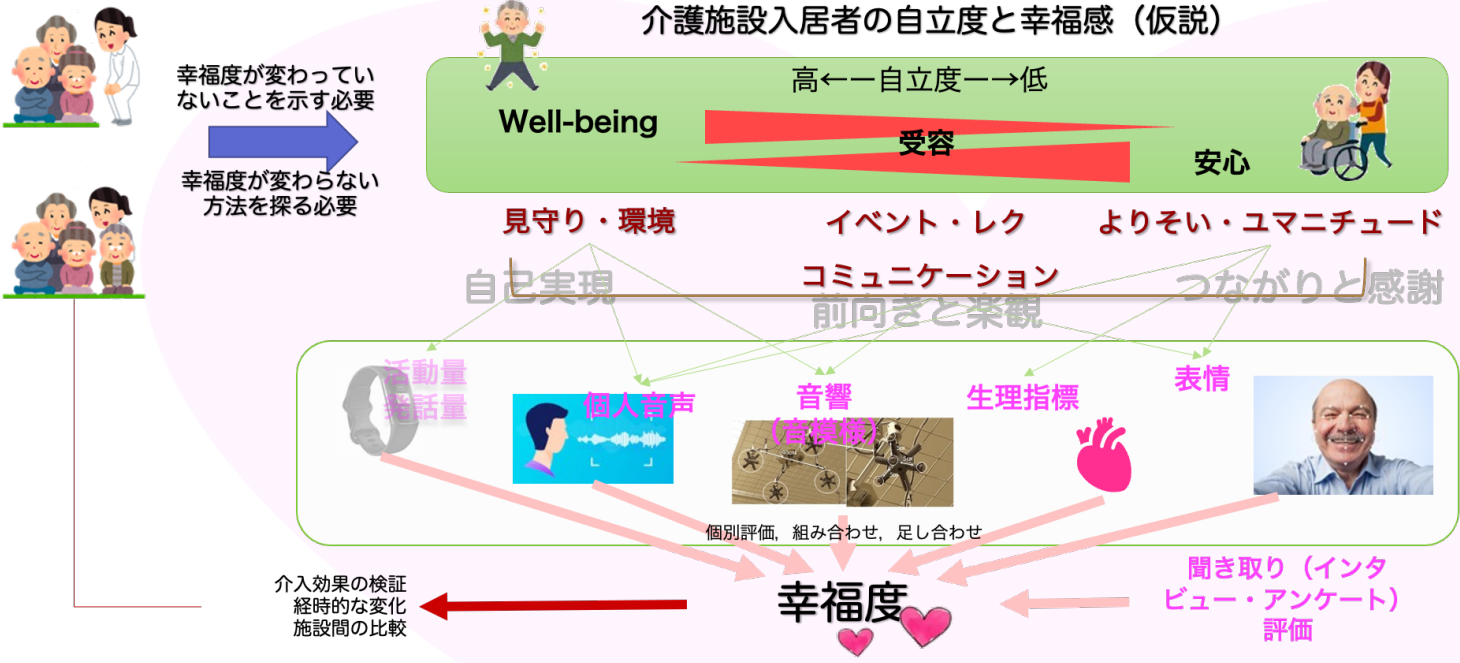 介護施設入居者の自立度と幸福感（仮説）
幸福度が変わってい
ないことを示す必要
幸福度が変わらない
方法を探る必要
高←ー自立度ー→低
Well-being
受容
安心
見守り・環境
イベント・レク
よりそい・ユマニチュード
コミュニケーション
自己実現
前向きと楽観
つながりと感謝
活動量
発話量
個人音声
音響
（音模様）
生理指標
表情
個別評価，組み合わせ，足し合わせ
幸福度
聞き取り（インタ
ビュー・アンケート）
評価
介入効果の検証
経時的な変化
施設間の比較